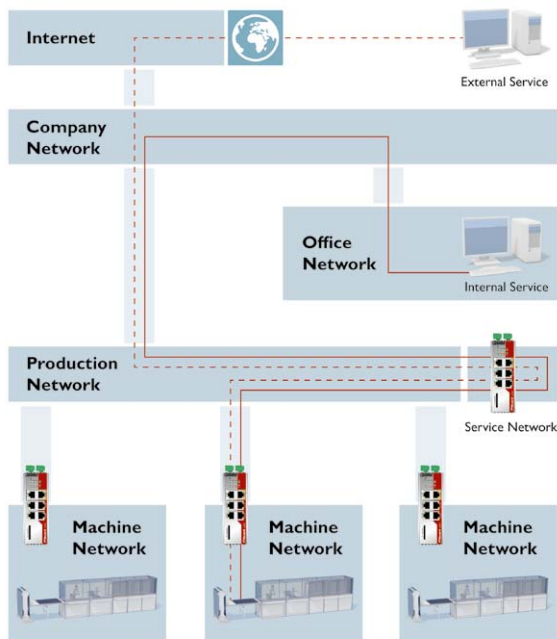 Internet
External Service
Company
Network
Office
Network
Internal Service
Production
Network
Service Network
Machine
Network
Machine
Network
Machine
Network